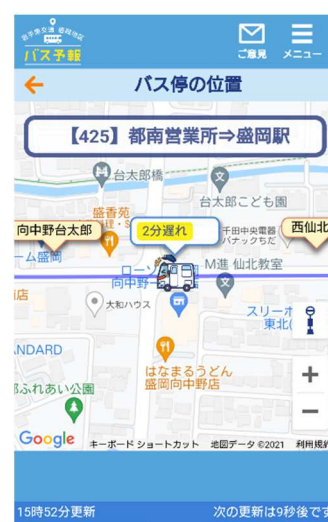 岩手県交通 盛岡地区
バス予報
ご意見
メニュー
バス停の位置
【425】都南営業所⇒盛岡駅
台太郎橋
台太郎こども園
盛香苑
向中野台太郎
2分遅れ
千田中央電器
パナックちだ
西仙北
ーム盛岡
ローソ
向中野
M進 仙北教室
店
大和ハウス
スリーオ
東北(
NDARD
はなまるうどん
盛岡向中野店
ふれあい公園
+
−
Google
キーボード ショートカット
地図データ ©2021
利用規約
15時52分更新
次の更新は9秒後です